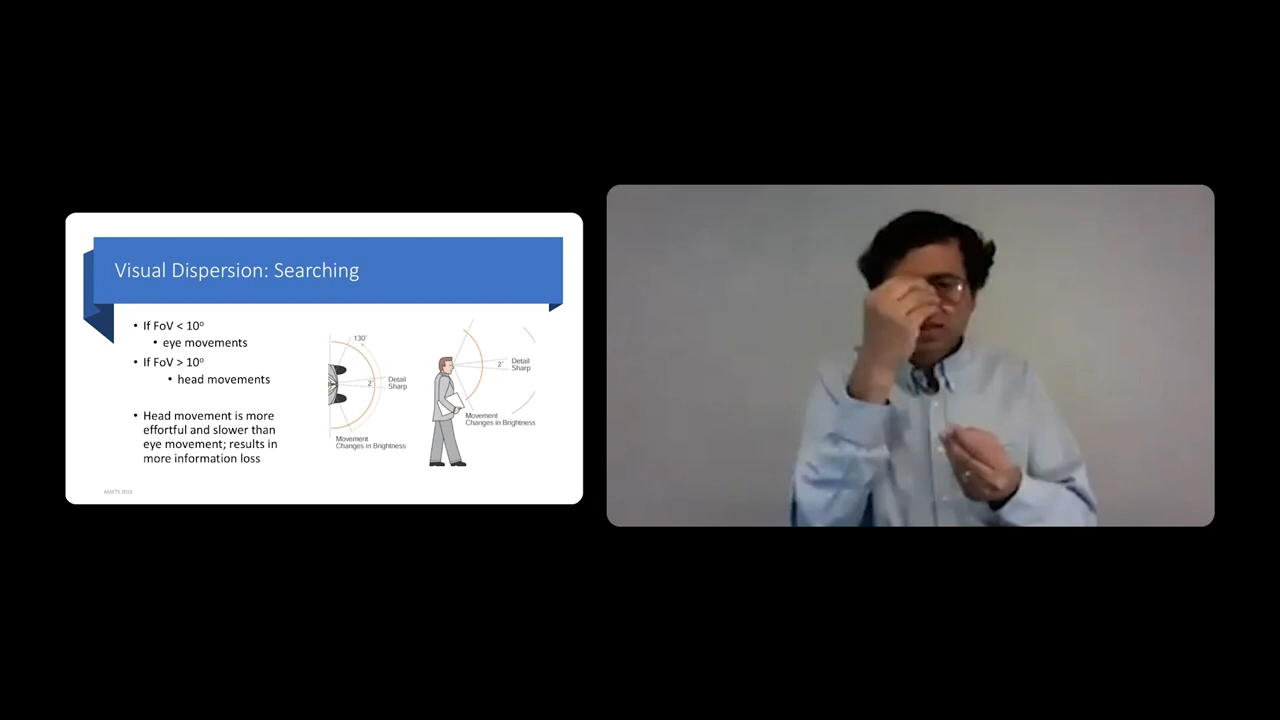 Visual Dispersion: Searching
• If FoV < 10º
• eye movements
• If FoV > 10º
• head movements
• Head movement is more
effortful and slower than
eye movement; results in
more information loss
130˚
2˚
Detail
Sharp
Movement
Changes in Brightness
2˚
Detail
Sharp
Movement
Changes in Brightness
ASSETS 2019